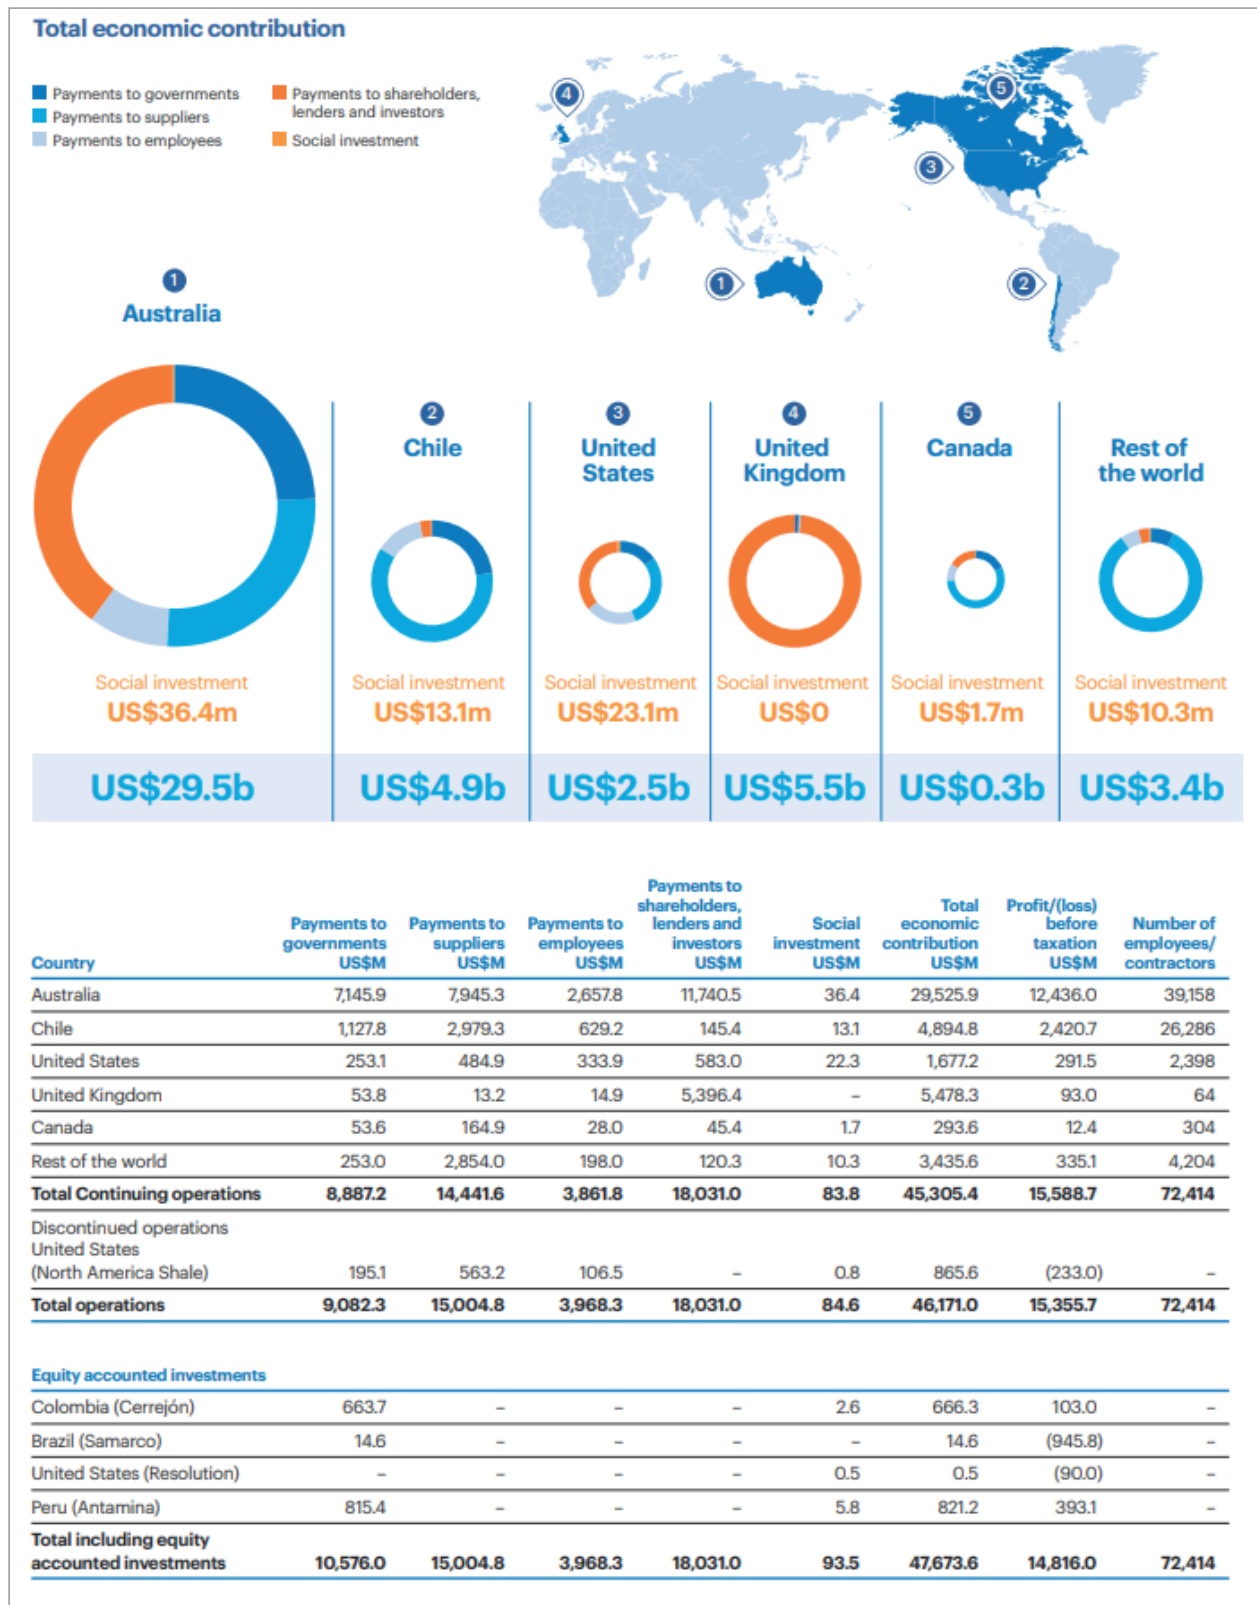 Total economic contribution
Payments to governments
Payments to suppliers
Payments to employees
Payments to shareholders,
lenders and investors
Social investment
4
5
3
1
2
1
Australia
2
Chile
3
United
States
4
United
Kingdom
5
Canada
Rest of
the world
Social investment
US$36.4m
Social investment
US$13.1m
Social investment
US$23.1m
Social investment
US$0
Social investment
US$1.7m
Social investment
US$10.3m
US$29.5b US$4.9b US$2.5b US$5.5b US$0.3b US$3.4b
Country
Payments to
governments
US$M
Payments to
suppliers
US$M
Payments to
employees
US$M
Payments to
shareholders,
lenders and
investors
US$M
Social
investment
US$M
Total
economic
contribution
US$M
Profit/(loss)
before
taxation
US$M
Number of
employees/
contractors
Australia 7,145.9 7,945.3 2,657.8 11,740.5 36.4 29,525.9 12,436.0 39,158
Chile 1,127.8 2,979.3 629.2 145.4 13.1 4,894.8 2,420.7 26,286
United States 253.1 484.9 333.9 583.0 22.3 1,677.2 291.5 2,398
United Kingdom 53.8 13.2 14.9 5,396.4 – 5,478.3 93.0 64
Canada 53.6 164.9 28.0 45.4 1.7 293.6 12.4 304
Rest of the world 253.0 2,854.0 198.0 120.3 10.3 3,435.6 335.1 4,204
Total Continuing operations 8,887.2 14,441.6 3,861.8 18,031.0 83.8 45,305.4 15,588.7 72,414
Discontinued operations
United States
(North America Shale) 195.1 563.2 106.5 – 0.8 865.6 (233.0) –
Total operations 9,082.3 15,004.8 3,968.3 18,031.0 84.6 46,171.0 15,355.7 72,414
Equity accounted investments
Colombia (Cerrejón) 663.7 – – – 2.6 666.3 103.0 –
Brazil (Samarco) 14.6 – – – – 14.6 (945.8) –
United States (Resolution) – – – – 0.5 0.5 (90.0) –
Peru (Antamina) 815.4 – – – 5.8 821.2 393.1 –
Total including equity
accounted investments 10,576.0 15,004.8 3,968.3 18,031.0 93.5 47,673.6 14,816.0 72,414